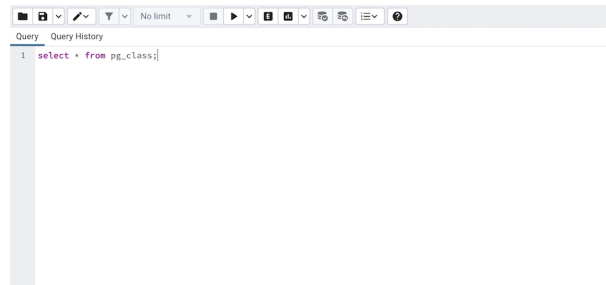 No limit
E
Query Query History
1 select * from pg_class;